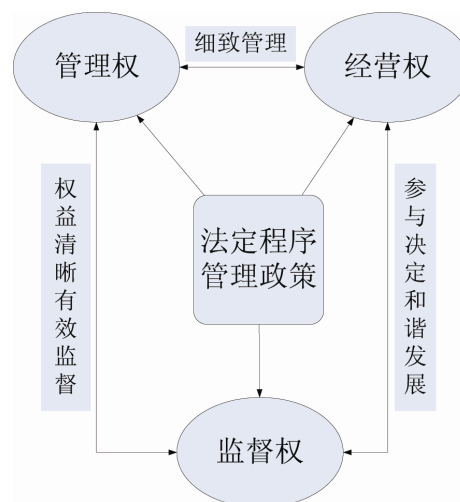 细致管理
管理权
经营权
权益清晰有效监督
法定程序
管理政策
参与决定和谐发展
监督权